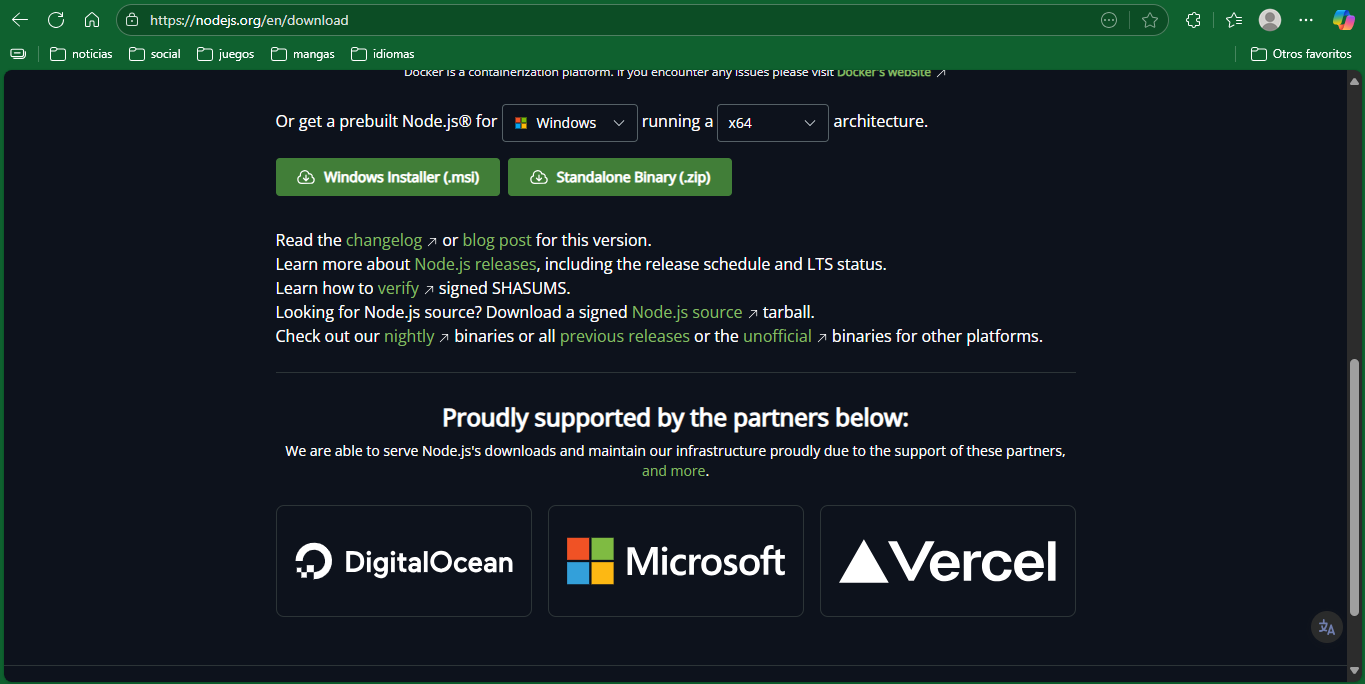 https://nodejs.org/en/download
noticias
social
juegos
mangas
idiomas
Otros favoritos
Docker is a containerization platform. If you encounter any issues please visit Docker's website
Or get a prebuilt Node.js® for Windows running a x64 architecture.
Windows Installer (.msi)
Standalone Binary (.zip)
Read the changelog or blog post for this version.
Learn more about Node.js releases, including the release schedule and LTS status.
Learn how to verify signed SHASUMS.
Looking for Node.js source? Download a signed Node.js source tarball.
Check out our nightly binaries or all previous releases or the unofficial binaries for other platforms.
Proudly supported by the partners below:
We are able to serve Node.js's downloads and maintain our infrastructure proudly due to the support of these partners,
and more.
DigitalOcean
Microsoft
Vercel